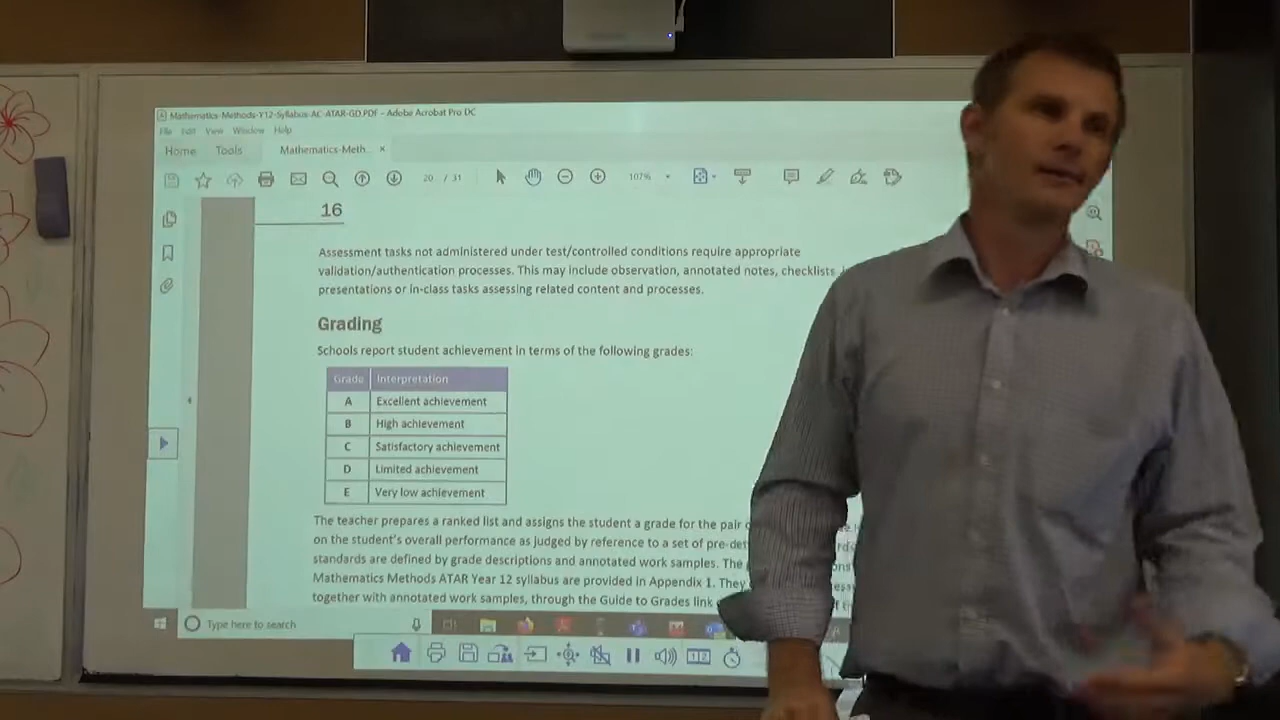 Mathematics-Methods-Y12-Syllabus-AC-ATAR-GD.PDF - Adobe Acrobat Pro DC
File Edit View Window Help
Home Tools Mathematics-Meth... ×
20 / 31 107%
16
Assessment tasks not administered under test/controlled conditions require appropriate
validation/authentication processes. This may include observation, annotated notes, checklists,
presentations or in-class tasks assessing related content and processes.
Grading
Schools report student achievement in terms of the following grades:
Grade Interpretation
A Excellent achievement
B High achievement
C Satisfactory achievement
D Limited achievement
E Very low achievement
The teacher prepares a ranked list and assigns the student a grade for the pair
on the student's overall performance as judged by reference to a set of pre-det
standards are defined by grade descriptions and annotated work samples. The
Mathematics Methods ATAR Year 12 syllabus are provided in Appendix 1. They
together with annotated work samples, through the Guide to Grades link
Type here to search